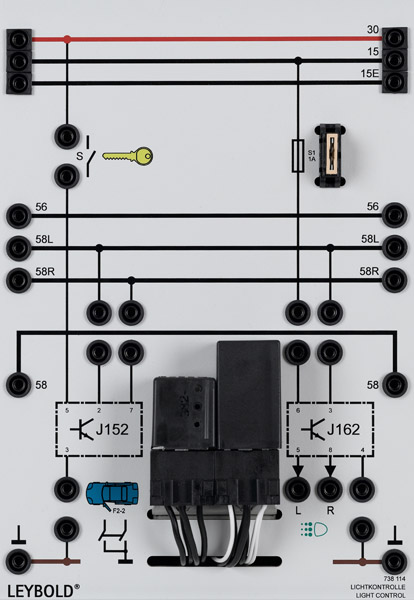 30
15
15E
S
S1
1A
56
56
58L
58L
58R
58R
58
58
5
2
7
J152
3
6
3
J162
5
8
4
F2-2
L
R
738 114
LEYBOLD®
LICHTKONTROLLE
LIGHT CONTROL